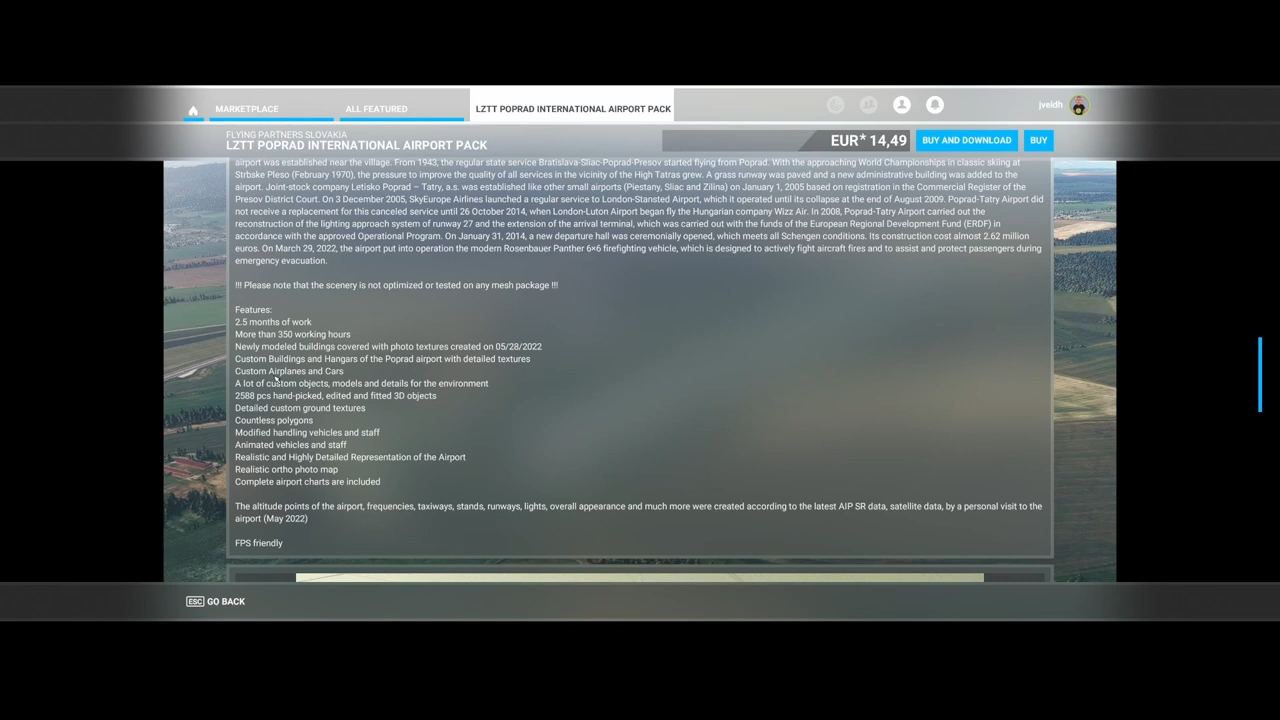 MARKETPLACE
ALL FEATURED
LZTT POPRAD INTERNATIONAL AIRPORT PACK
jveldh
FLYING PARTNERS SLOVAKIA
LZTT POPRAD INTERNATIONAL AIRPORT PACK
EUR* 14,49
BUY AND DOWNLOAD
BUY
airport was established near the village. From 1943, the regular state service Bratislava-Sliac-Poprad-Presov started flying from Poprad. With the approaching World Championships in classic skiing at
Strbske Pleso (February 1970), the pressure to improve the quality of all services in the vicinity of the High Tatras grew. A grass runway was paved and a new administrative building was added to the
airport. Joint-stock company Letisko Poprad – Tatry, a.s. was established like other small airports (Piestany, Sliac and Zilina) on January 1, 2005 based on registration in the Commercial Register of the
Presov District Court. On 3 December 2005, SkyEurope Airlines launched a regular service to London-Stansted Airport, which it operated until its collapse at the end of August 2009. Poprad-Tatry Airport did
not receive a replacement for this canceled service until 26 October 2014, when London-Luton Airport began fly the Hungarian company Wizz Air. In 2008, Poprad-Tatry Airport carried out the
reconstruction of the lighting approach system of runway 27 and the extension of the arrival terminal, which was carried out with the funds of the European Regional Development Fund (ERDF) in
accordance with the approved Operational Program. On January 31, 2014, a new departure hall was ceremonially opened, which meets all Schengen conditions. Its construction cost almost 2.62 million
euros. On March 29, 2022, the airport put into operation the modern Rosenbauer Panther 6×6 firefighting vehicle, which is designed to actively fight aircraft fires and to assist and protect passengers during
emergency evacuation.
!!! Please note that the scenery is not optimized or tested on any mesh package !!!
Features:
2.5 months of work
More than 350 working hours
Newly modeled buildings covered with photo textures created on 05/28/2022
Custom Buildings and Hangars of the Poprad airport with detailed textures
Custom Airplanes and Cars
A lot of custom objects, models and details for the environment
2588 pcs hand-picked, edited and fitted 3D objects
Detailed custom ground textures
Countless polygons
Modified handling vehicles and staff
Animated vehicles and staff
Realistic and Highly Detailed Representation of the Airport
Realistic ortho photo map
Complete airport charts are included
The altitude points of the airport, frequencies, taxiways, stands, runways, lights, overall appearance and much more were created according to the latest AIP SR data, satellite data, by a personal visit to the
airport (May 2022)
FPS friendly
ESC GO BACK